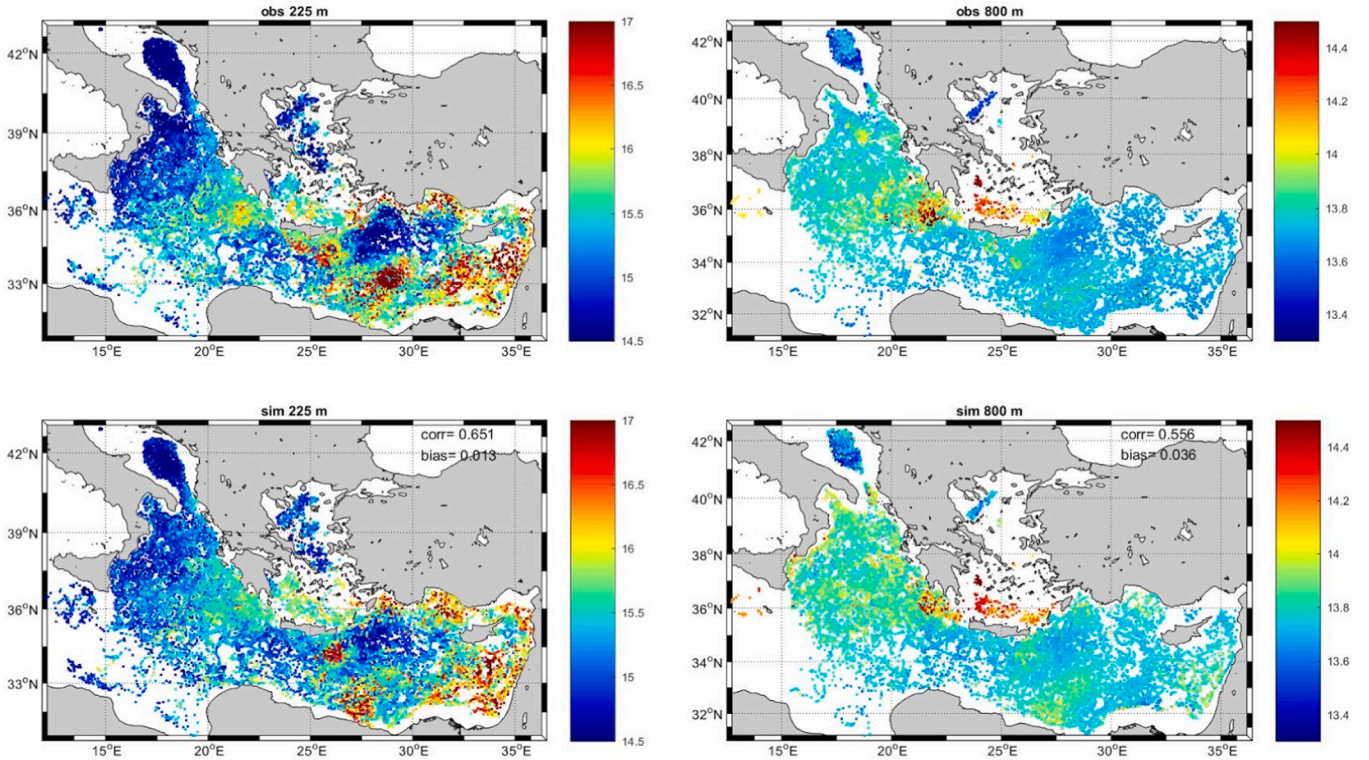 obs 225 m
42°N
39°N
36°N
33°N
15°E 20°E 25°E 30°E 35°E
17
16.5
16
15.5
15
14.5
obs 800 m
42°N
40°N
38°N
36°N
34°N
32°N
15°E 20°E 25°E 30°E 35°E
14.4
14.2
14
13.8
13.6
13.4
sim 225 m
corr= 0.651
bias= 0.013
42°N
39°N
36°N
33°N
15°E 20°E 25°E 30°E 35°E
17
16.5
16
15.5
15
14.5
sim 800 m
corr= 0.556
bias= 0.036
42°N
40°N
38°N
36°N
34°N
32°N
15°E 20°E 25°E 30°E 35°E
14.4
14.2
14
13.8
13.6
13.4